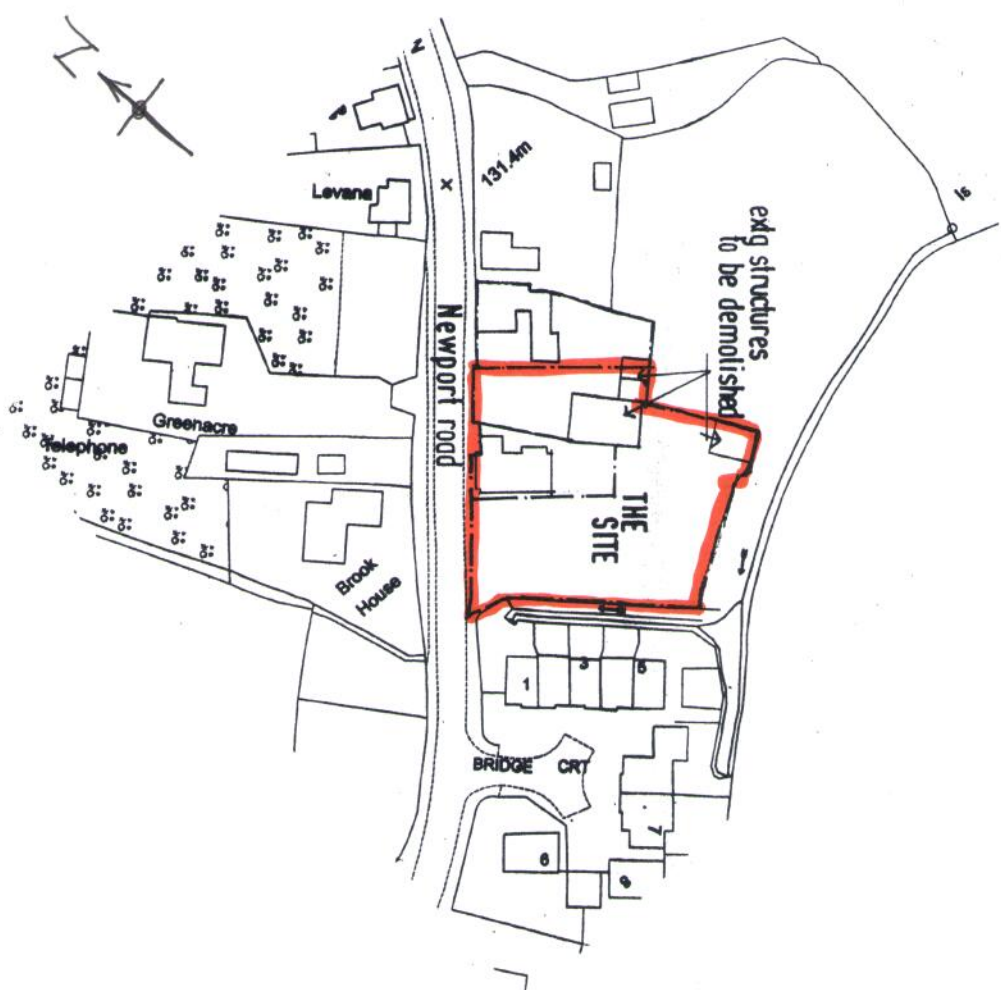 N
Levana
131.4m
Is
extg structures
to be demolished
Newport road
Greenacre
Telephone
THE
SITE
Brook
House
1
3
5
BRIDGE CRT
7
6
8